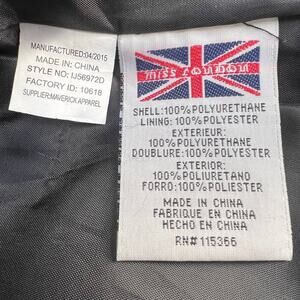 MANUFACTURED:04/2015
MADE IN: CHINA
STYLE NO: IJ56972D
FACTORY ID: 10618
SUPPLIER:MAVERICK APPAREL
miss london
SHELL:100%POLYURETHANE
LINING: 100%POLYESTER
EXTERIEUR:
100%POLYURETHANE
DOUBLURE:100%POLYESTER
EXTERIOR:
100%POLIURETANO
FORRO:100%POLIESTER
MADE IN CHINA
FABRIQUE EN CHINA
HECHO EN CHINA
RN# 115366